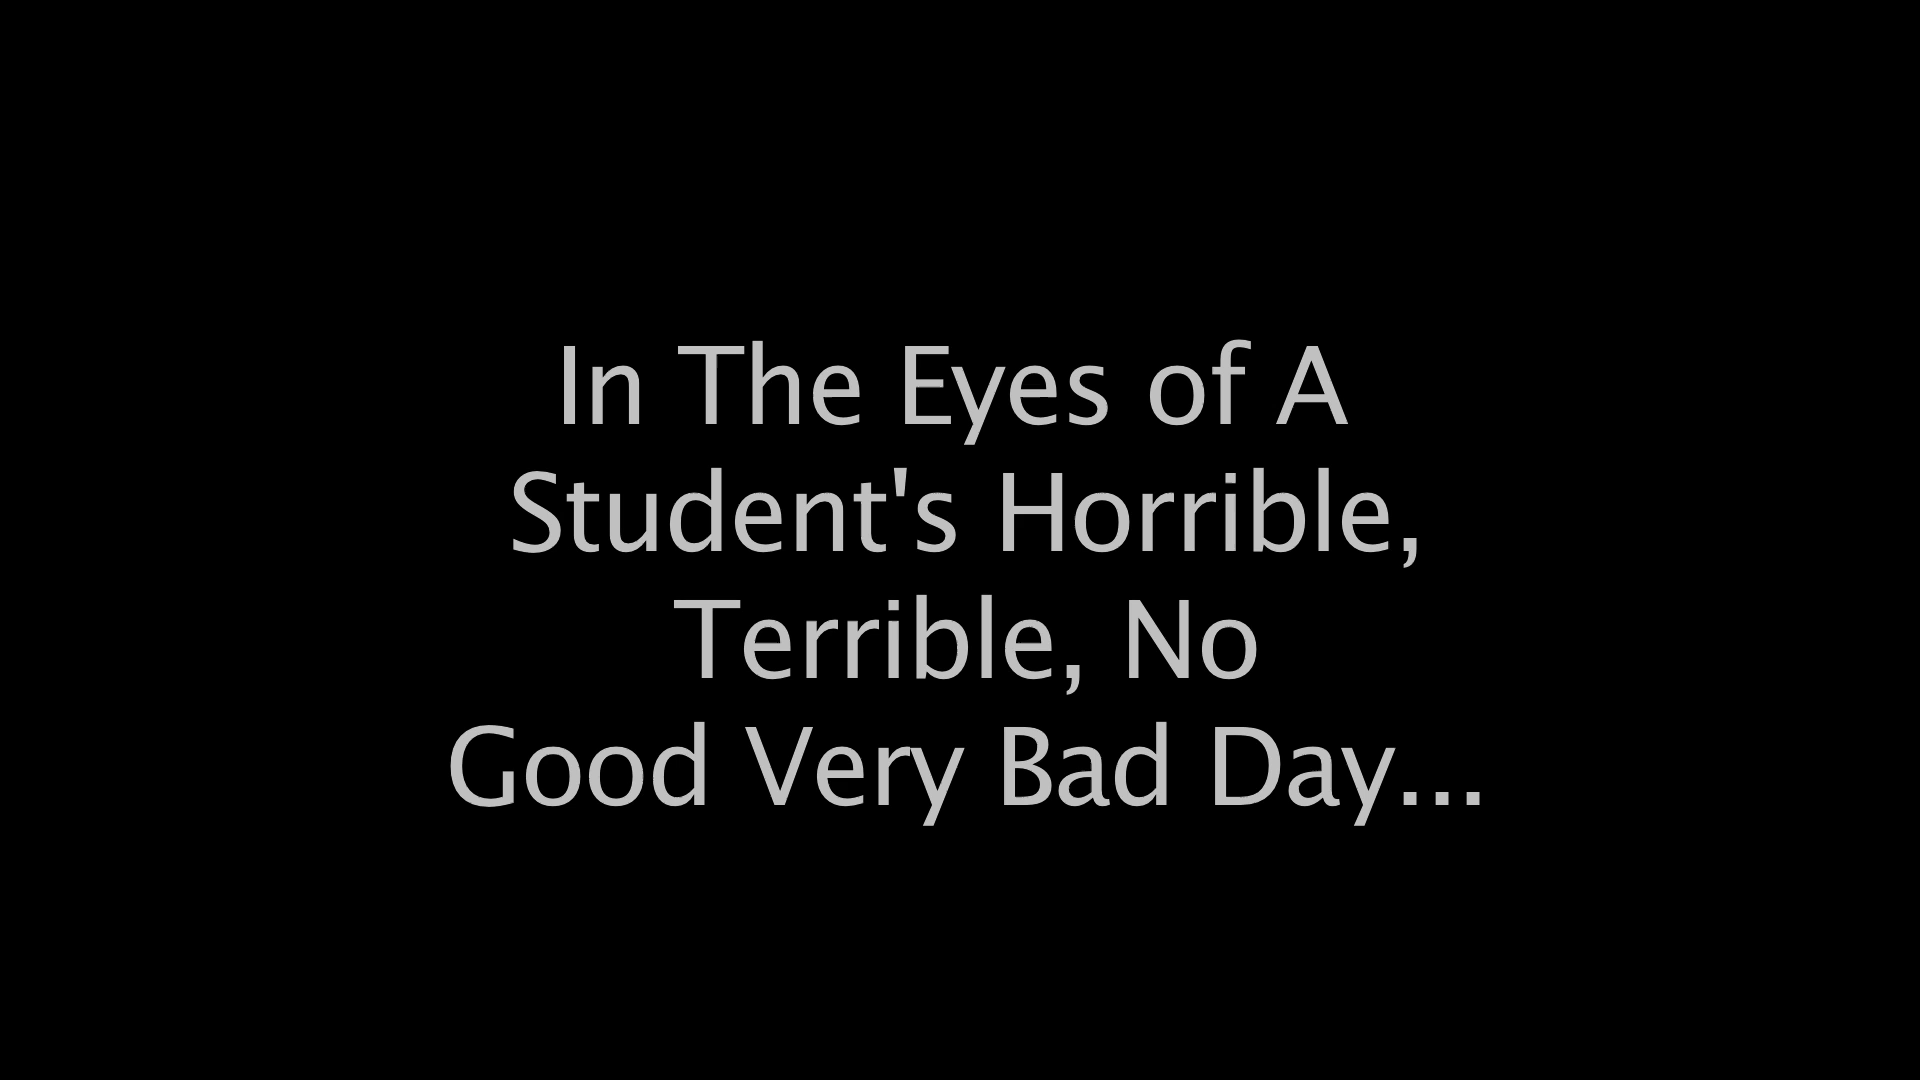 In The Eyes of A
Student's Horrible,
Terrible, No
Good Very Bad Day...